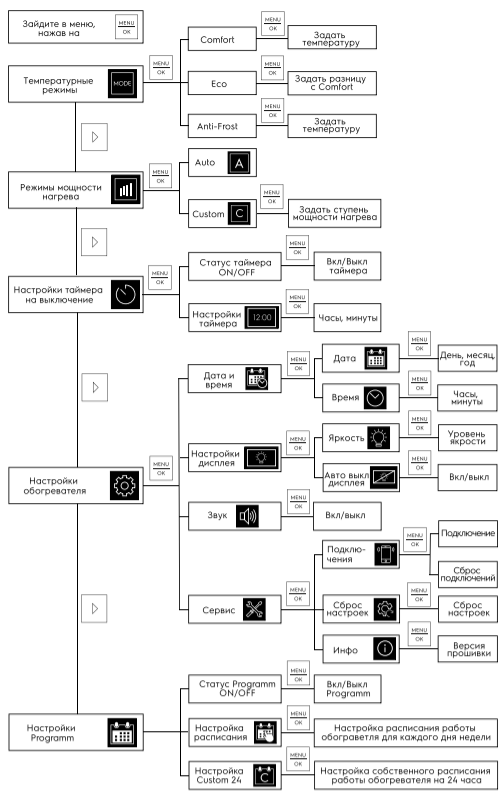 Зайдите в меню,
нажав на
MENU
OK
Температурные
режимы
MODE
MENU
OK
Comfort
MENU
OK
Задать
температуру
Eco
MENU
OK
Задать разницу
с Comfort
Anti-Frost
MENU
OK
Задать
температуру
Режимы мощности
нагрева
MENU
OK
Auto
A
Custom
C
MENU
OK
Задать ступень
мощности нагрева
Настройки таймера
на выключение
MENU
OK
Статус таймера
ON/OFF
MENU
OK
Вкл/Выкл
таймера
Настройки
таймера
12:00
MENU
OK
Часы, минуты
Настройки
обогревателя
MENU
OK
Дата и
время
MENU
OK
Дата
MENU
OK
День, месяц,
год
Время
MENU
OK
Часы,
минуты
Настройки
дисплея
MENU
OK
Яркость
MENU
OK
Уровень
якрости
Авто выкл
дисплея
MENU
OK
Вкл/выкл
Звук
MENU
OK
Вкл/выкл
Сервис
MENU
OK
Подклю-
чения
MENU
OK
Подключение
Сброс
подключений
Сброс
настроек
MENU
OK
Сброс
настроек
Инфо
MENU
OK
Версия
прошивки
Настройки
Programm
MENU
OK
Статус Programm
ON/OFF
MENU
OK
Вкл/Выкл
Programm
Настройка
расписания
MENU
OK
Настройка расписания работы
обограветля для каждого дня недели
Настройка
Custom 24
C
MENU
OK
Настройка собственного расписания
работы обогревателя на 24 часа